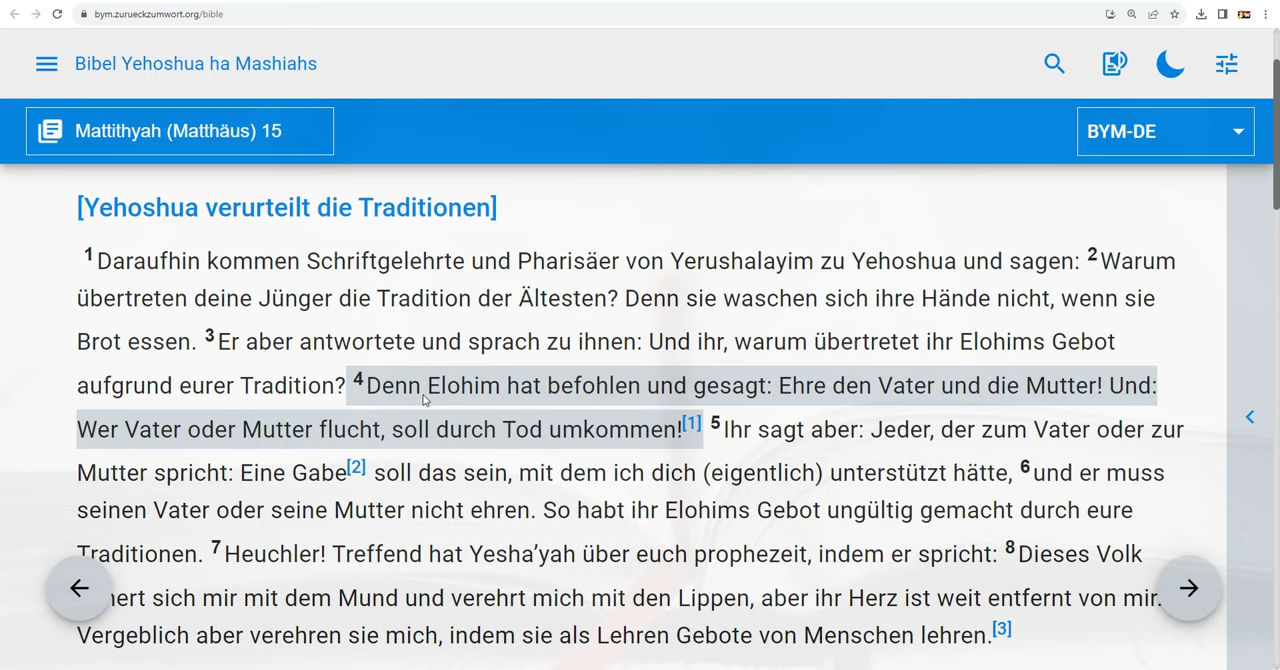 bym.zurueckzumwort.org/bible
Bibel Yehoshua ha Mashiahs
Mattithyah (Matthäus) 15
BYM-DE
[Yehoshua verurteilt die Traditionen]
1 Daraufhin kommen Schriftgelehrte und Pharisäer von Yerushalayim zu Yehoshua und sagen: 2 Warum
übertreten deine Jünger die Tradition der Ältesten? Denn sie waschen sich ihre Hände nicht, wenn sie
Brot essen. 3 Er aber antwortete und sprach zu ihnen: Und ihr, warum übertretet ihr Elohims Gebot
aufgrund eurer Tradition? 4 Denn Elohim hat befohlen und gesagt: Ehre den Vater und die Mutter! Und:
Wer Vater oder Mutter flucht, soll durch Tod umkommen![1] 5 Ihr sagt aber: Jeder, der zum Vater oder zur
Mutter spricht: Eine Gabe[2] soll das sein, mit dem ich dich (eigentlich) unterstützt hätte, 6 und er muss
seinen Vater oder seine Mutter nicht ehren. So habt ihr Elohims Gebot ungültig gemacht durch eure
Traditionen. 7 Heuchler! Treffend hat Yesha’yah über euch prophezeit, indem er spricht: 8 Dieses Volk
sich mir mit dem Mund und verehrt mich mit den Lippen, aber ihr Herz ist weit entfernt von mir.
Vergeblich aber verehren sie mich, indem sie als Lehren Gebote von Menschen lehren.[3]